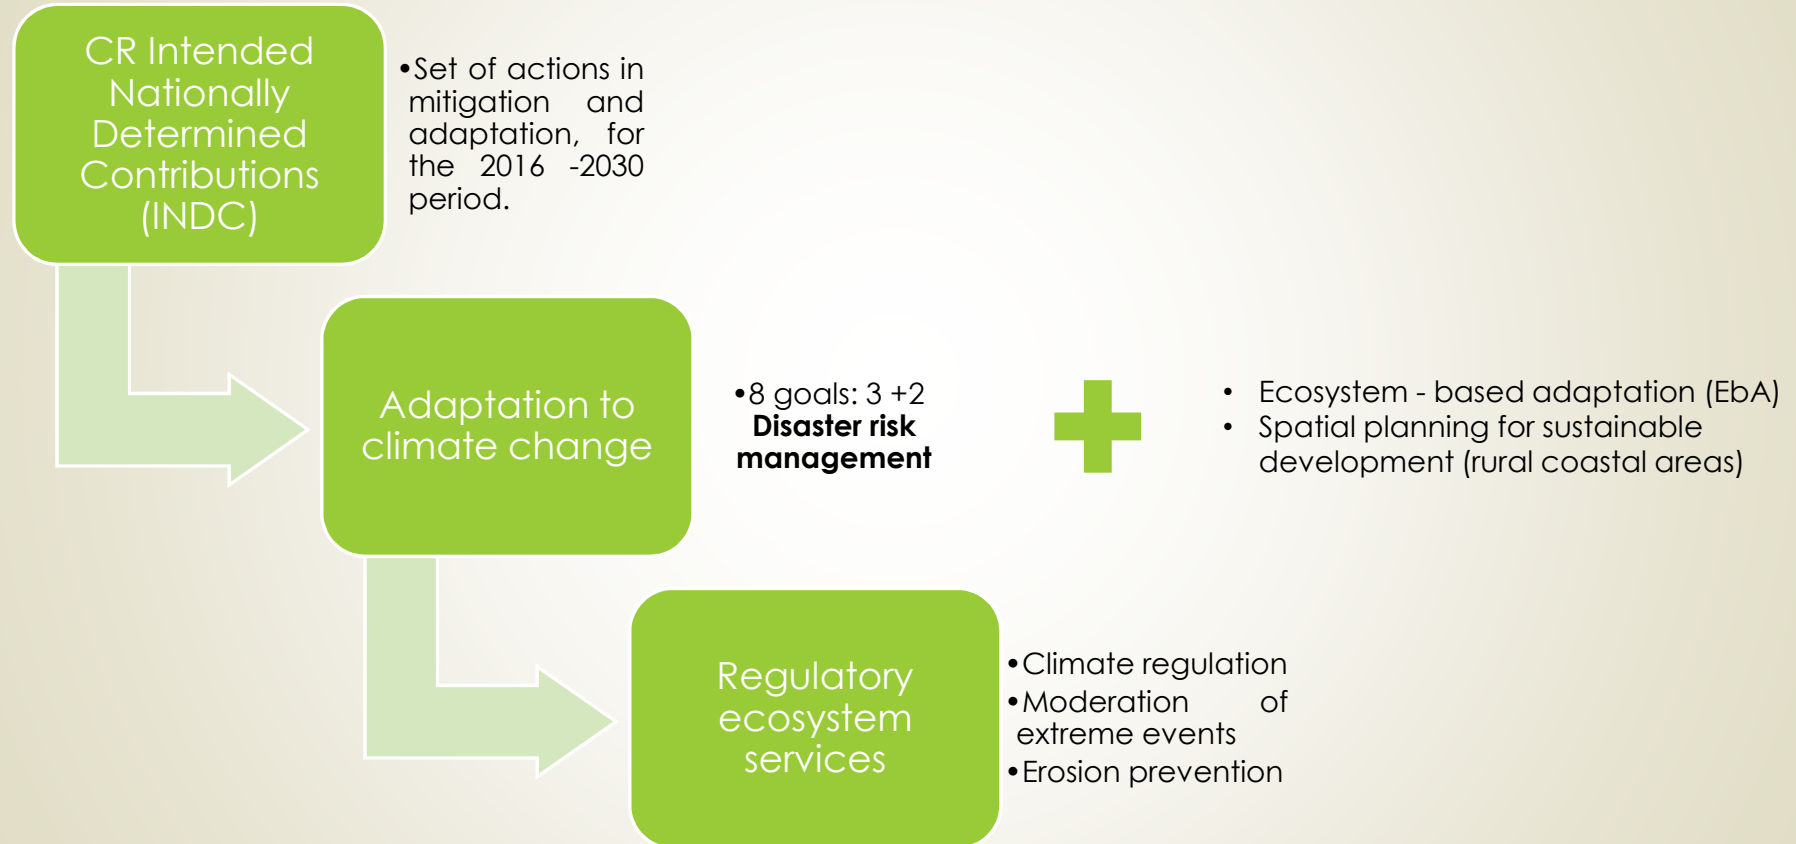 CR Intended
Nationally
Determined
Contributions
(INDC)
•Set of actions in
mitigation and
adaptation, for
the 2016 -2030
period.
Adaptation to
climate change
•8 goals: 3 +2
Disaster risk
management
• Ecosystem - based adaptation (EbA)
• Spatial planning for sustainable
development (rural coastal areas)
Regulatory
ecosystem
services
•Climate regulation
•Moderation of
extreme events
•Erosion prevention